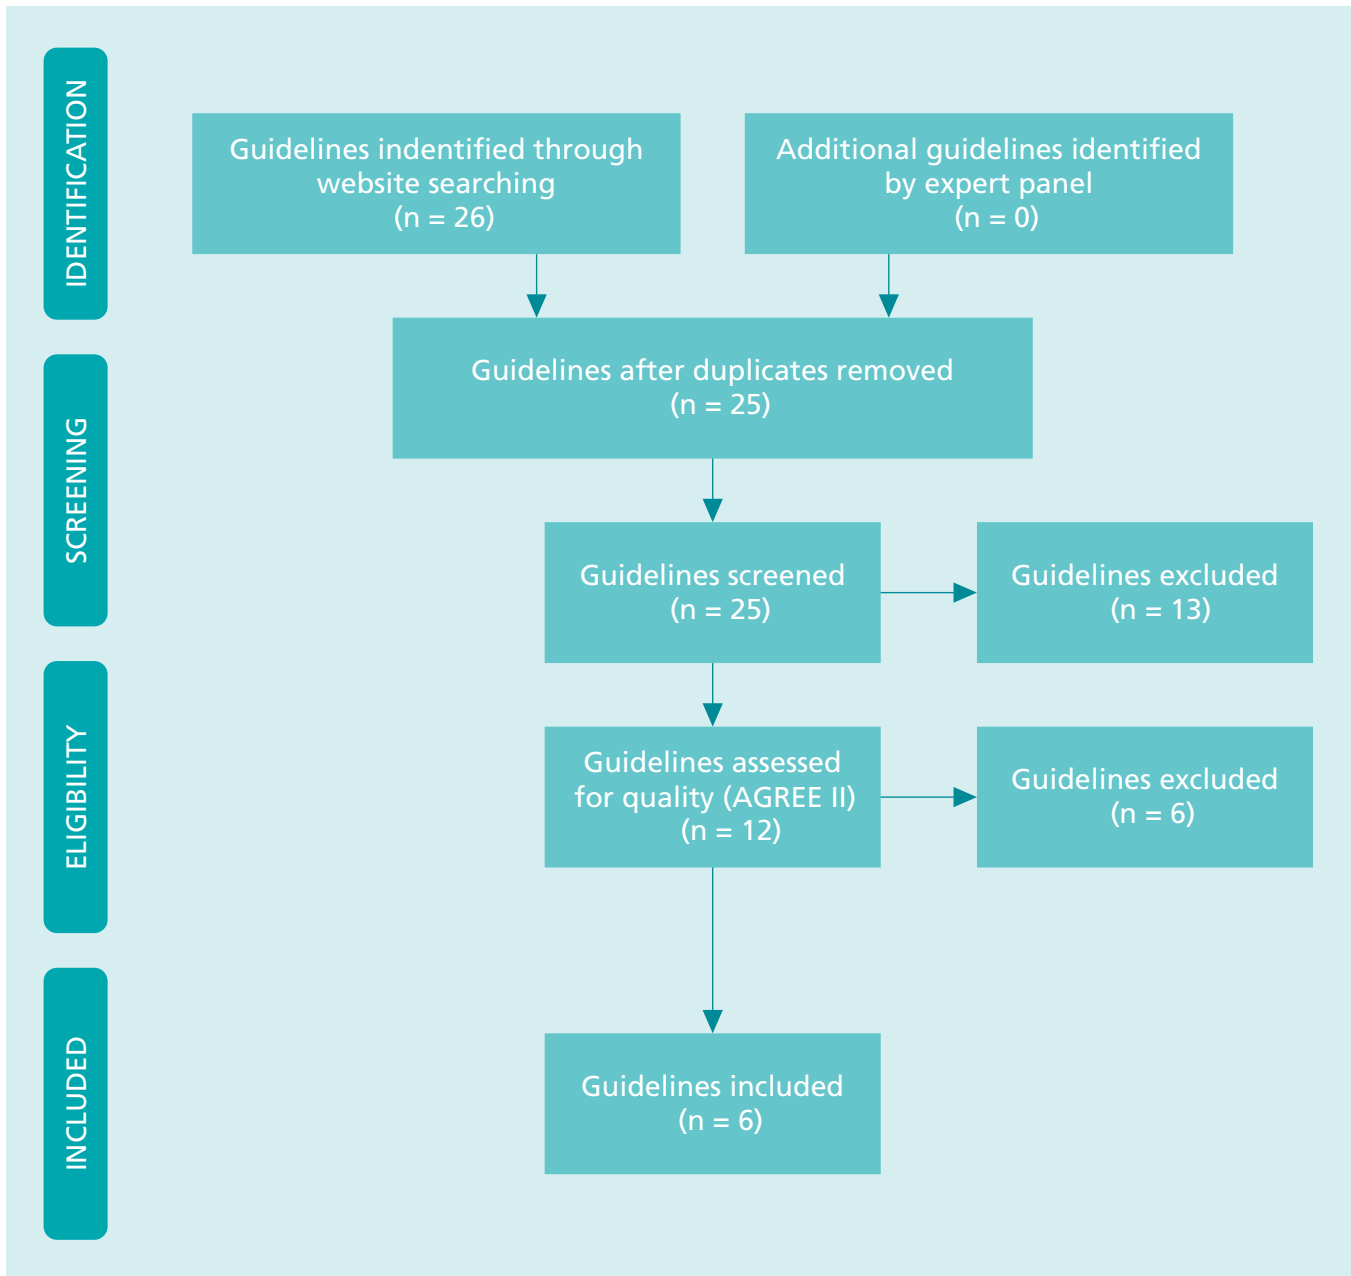 IDENTIFICATION
Guidelines indentified through
website searching
(n = 26)
Additional guidelines identified
by expert panel
(n = 0)
SCREENING
Guidelines after duplicates removed
(n = 25)
Guidelines screened
(n = 25)
Guidelines excluded
(n = 13)
ELIGIBILITY
Guidelines assessed
for quality (AGREE II)
(n = 12)
Guidelines excluded
(n = 6)
INCLUDED
Guidelines included
(n = 6)